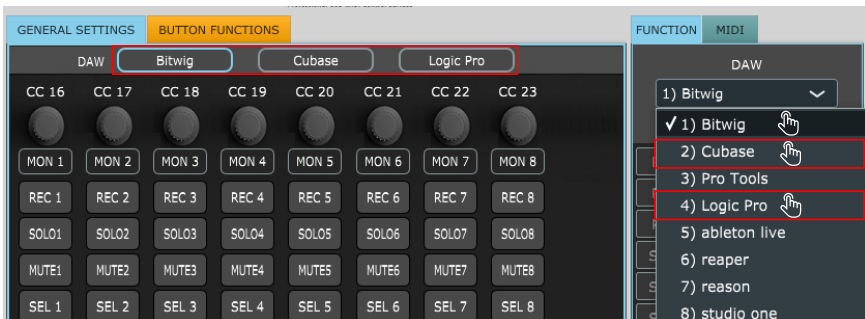 GENERAL SETTINGS BUTTON FUNCTIONS
DAW Bitwig Cubase Logic Pro
CC 16 CC 17 CC 18 CC 19 CC 20 CC 21 CC 22 CC 23
MON 1 MON 2 MON 3 MON 4 MON 5 MON 6 MON 7 MON 8
REC 1 REC 2 REC 3 REC 4 REC 5 REC 6 REC 7 REC 8
SOLO1 SOLO2 SOLO3 SOLO4 SOLO5 SOLO6 SOLO7 SOLO8
MUTE1 MUTE2 MUTE3 MUTE4 MUTE5 MUTE6 MUTE7 MUTE8
SEL 1 SEL 2 SEL 3 SEL 4 SEL 5 SEL 6 SEL 7 SEL 8
FUNCTION MIDI
DAW
1) Bitwig
✓ 1) Bitwig
2) Cubase
3) Pro Tools
4) Logic Pro
5) ableton live
6) reaper
7) reason
8) studio one